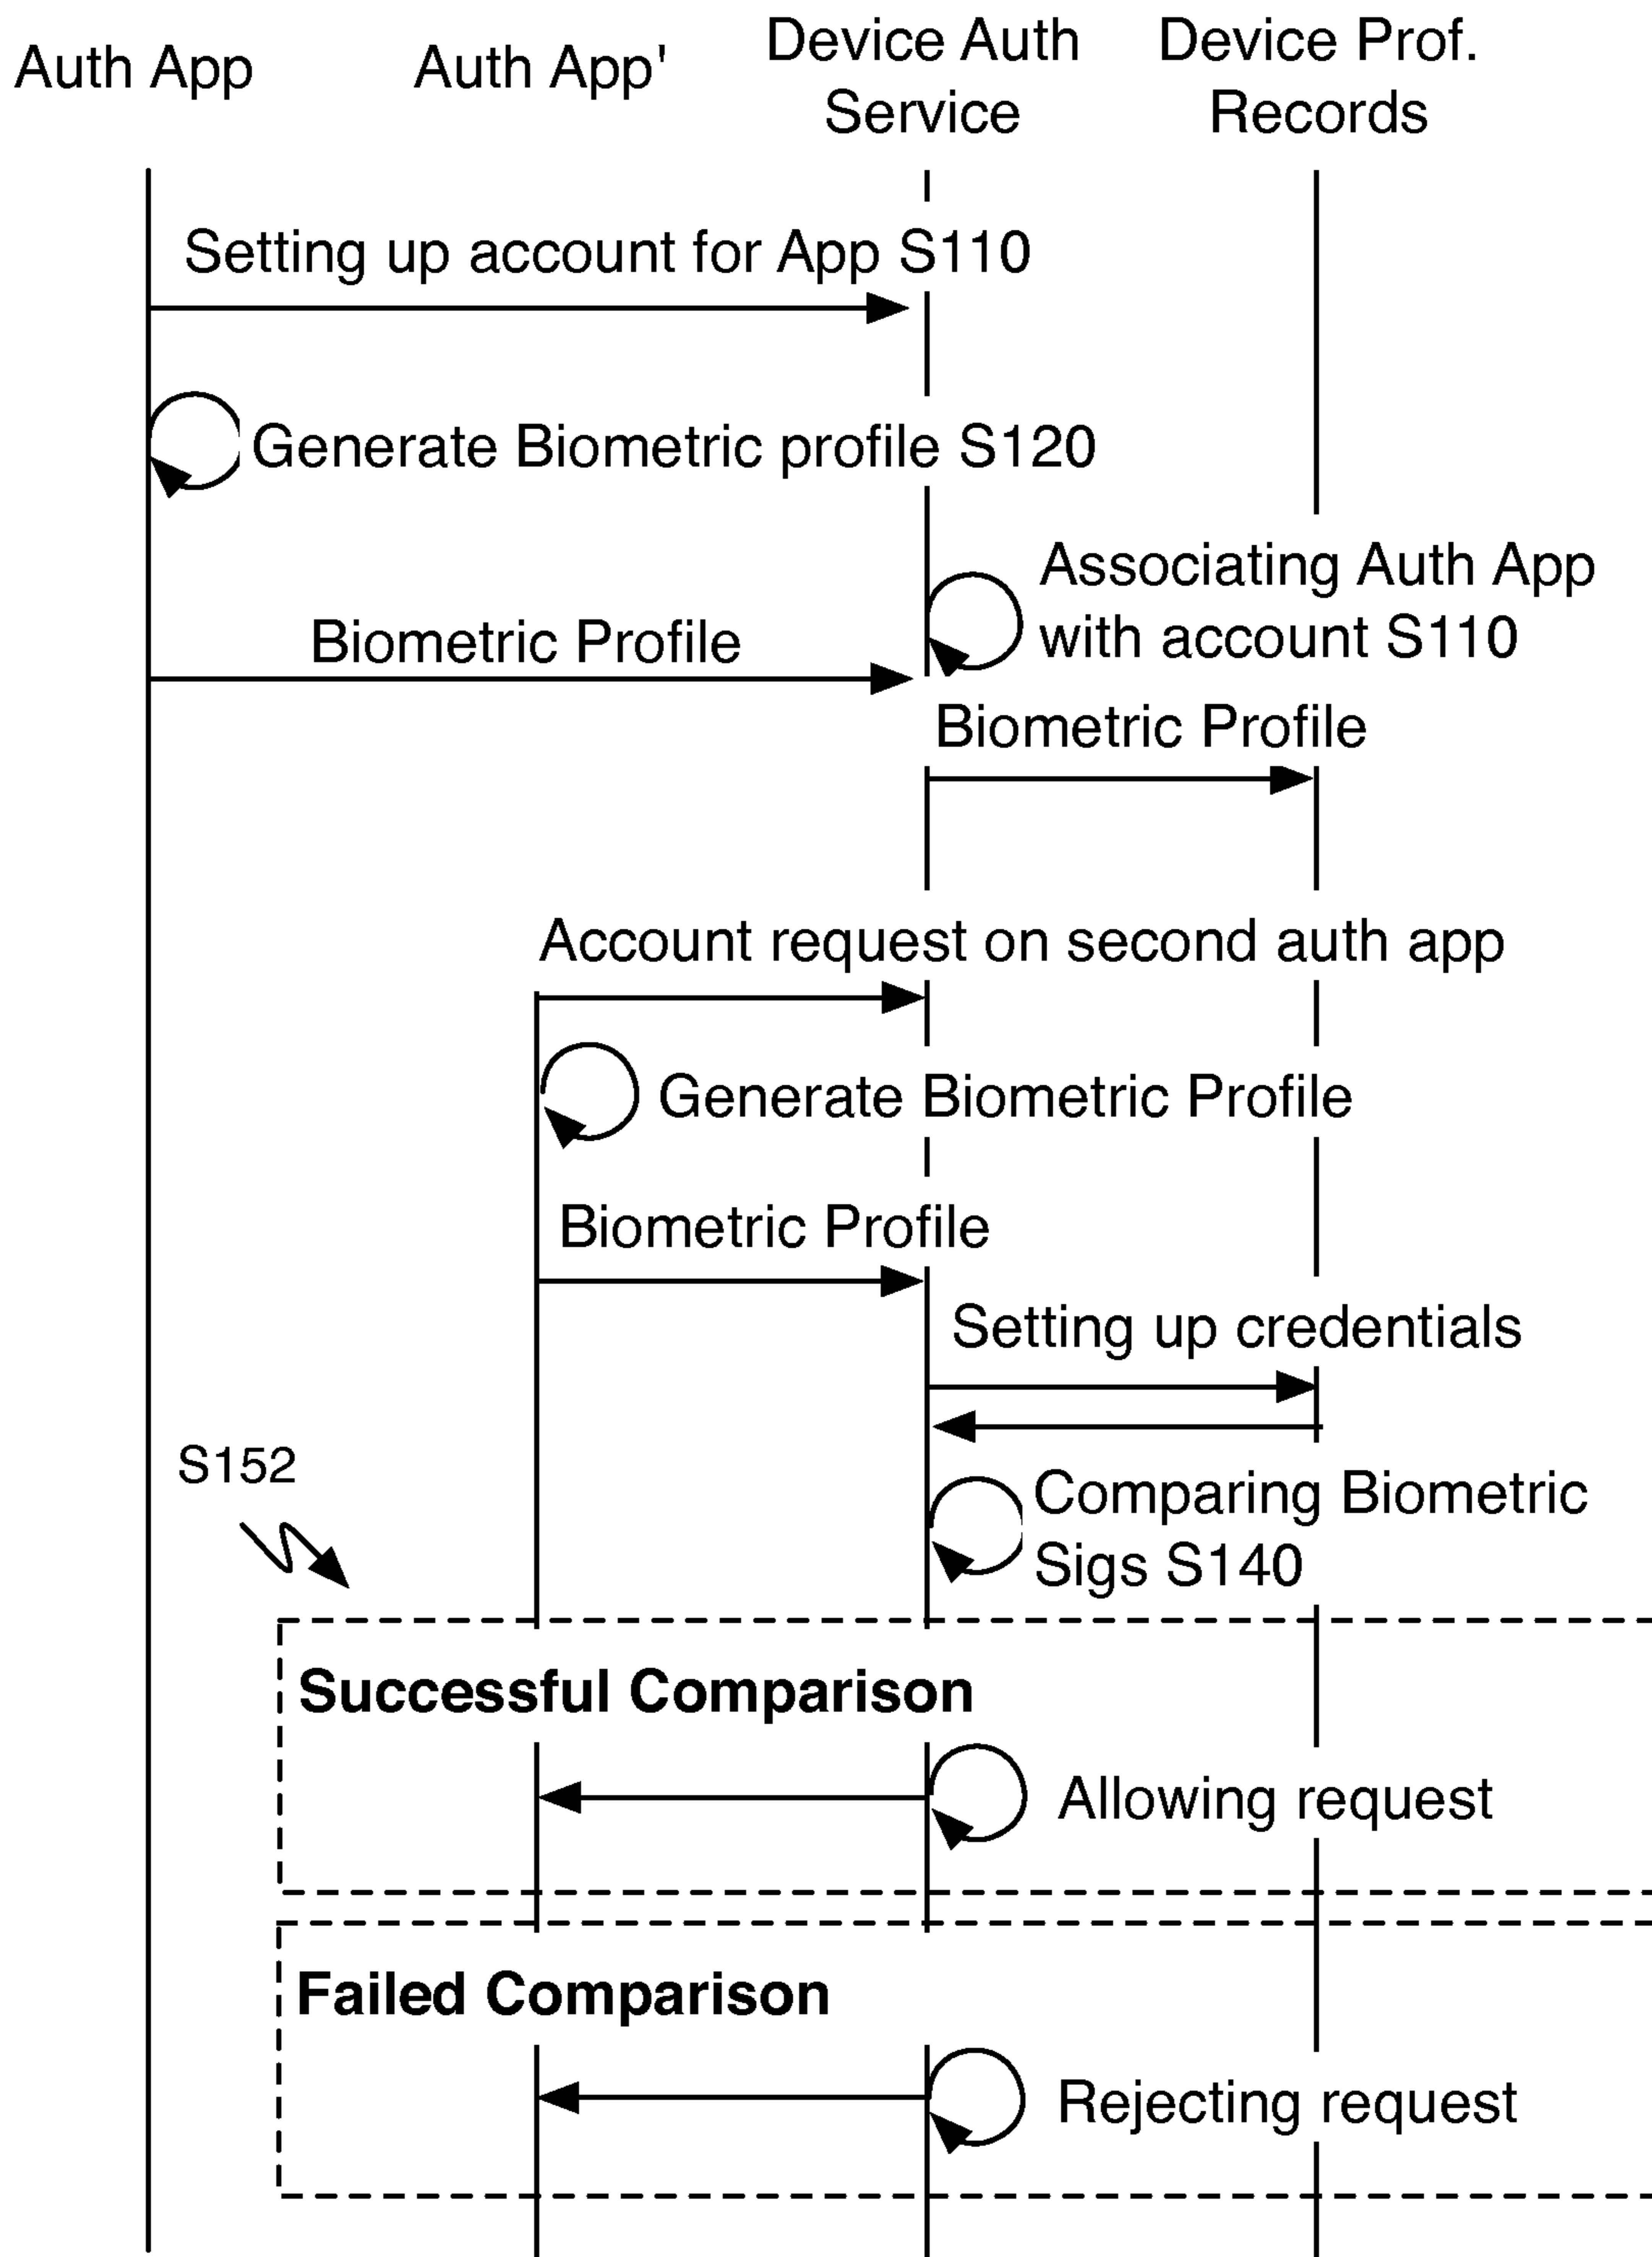 Auth App
Auth App'
Device Auth
Service
Device Prof.
Records
Setting up account for App S110
Generate Biometric profile S120
Associating Auth App
with account S110
Biometric Profile
Biometric Profile
Account request on second auth app
Generate Biometric Profile
Biometric Profile
Setting up credentials
S152
Comparing Biometric
Sigs S140
Successful Comparison
Allowing request
Failed Comparison
Rejecting request